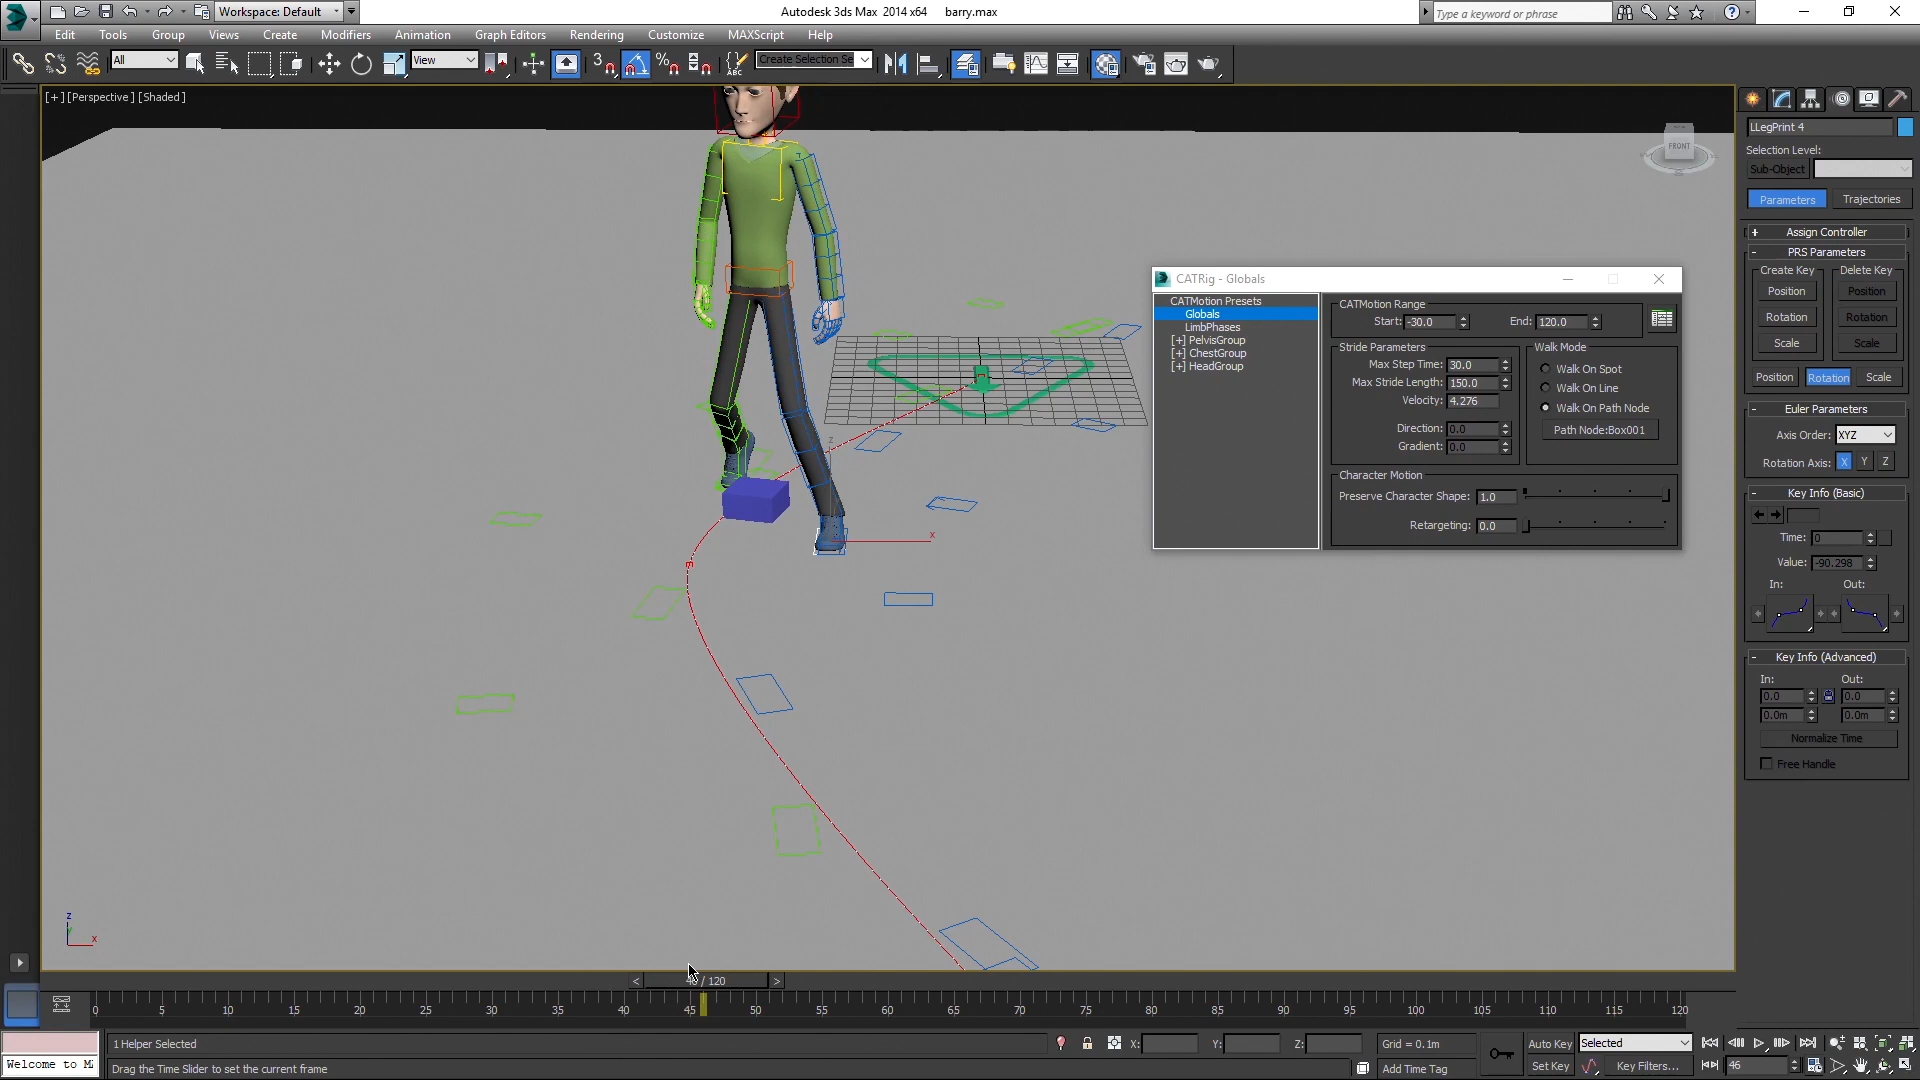 Workspace: Default
Autodesk 3ds Max 2014 x64 barry.max
Type a keyword or phrase
Edit Tools Group Views Create Modifiers Animation Graph Editors Rendering Customize MAXScript Help
All
View
3
ABC
Create Selection Se
[+] [Perspective ] [Shaded ]
FRONT
LLegPrint 4
Selection Level:
Sub-Object
Parameters Trajectories
+ Assign Controller
- PRS Parameters
Create Key Delete Key
Position Position
Rotation Rotation
Scale Scale
Position Rotation Scale
- Euler Parameters
Axis Order: XYZ
Rotation Axis: X Y Z
- Key Info (Basic)
Time: 0
Value: -90.298
In: Out:
- Key Info (Advanced)
In: Out:
0.0 0.0
0.0m 0.0m
Normalize Time
Free Handle
CATRig - Globals
CATMotion Presets
Globals
LimbPhases
[+] PelvisGroup
[+] ChestGroup
[+] HeadGroup
CATMotion Range
Start: -30.0 End: 120.0
Stride Parameters
Max Step Time: 30.0
Max Stride Length: 150.0
Velocity: 4.276
Direction: 0.0
Gradient: 0.0
Walk Mode
Walk On Spot
Walk On Line
Walk On Path Node
Path Node:Box001
Character Motion
Preserve Character Shape: 1.0
Retargeting: 0.0
z
x
z
x
< / 120 >
0 5 10 15 20 25 30 35 40 45 50 55 60 65 70 75 80 85 90 95 100 105 110 115 120
1 Helper Selected
X: Y: Z: Grid = 0.1m
Auto Key Selected
Welcome to M
Drag the Time Slider to set the current frame
Add Time Tag
Set Key Key Filters...
46